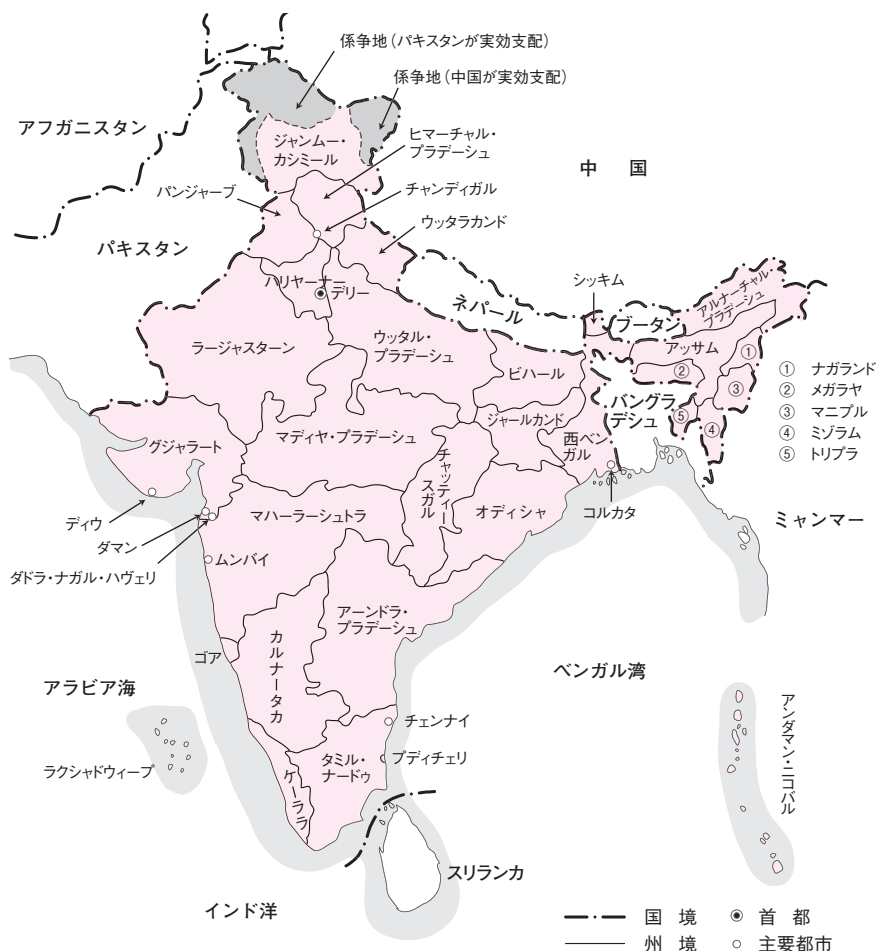 係争地（パキスタンが実効支配）
係争地（中国が実効支配）
アフガニスタン
ジャンムー・
カシミール
ヒマーチャル・
プラデーシュ
中 国
パンジャーブ
チャンディガル
ウッタラカンド
パキスタン
シッキム
ハリヤーナー
デリー
ネパール
ブータン
アルナーチャル・
プラデーシュ
ラージャスターン
ウッタル・
プラデーシュ
アッサム
ビハール
バングラ
デシュ
① ② ③ ④ ⑤
① ナガランド
② メガラヤ
③ マニプル
④ ミゾラム
⑤ トリプラ
グジャラート
マディヤ・プラデーシュ
ジャールカンド
西ベン
ガル
チャッティー
スガル
オディシャ
コルカタ
ミャンマー
ディウ
ダマン
ダドラ・ナガル・ハヴェリ
マハーラーシュトラ
ムンバイ
アーンドラ・
プラデーシュ
ゴア
カルナータカ
ベンガル湾
アラビア海
チェンナイ
ラクシャドウィープ
プディチェリ
タミル・
ナードゥ
ケーララ
アンダマン・ニコバル
スリランカ
インド洋
国 境
首 都
州 境
主要都市